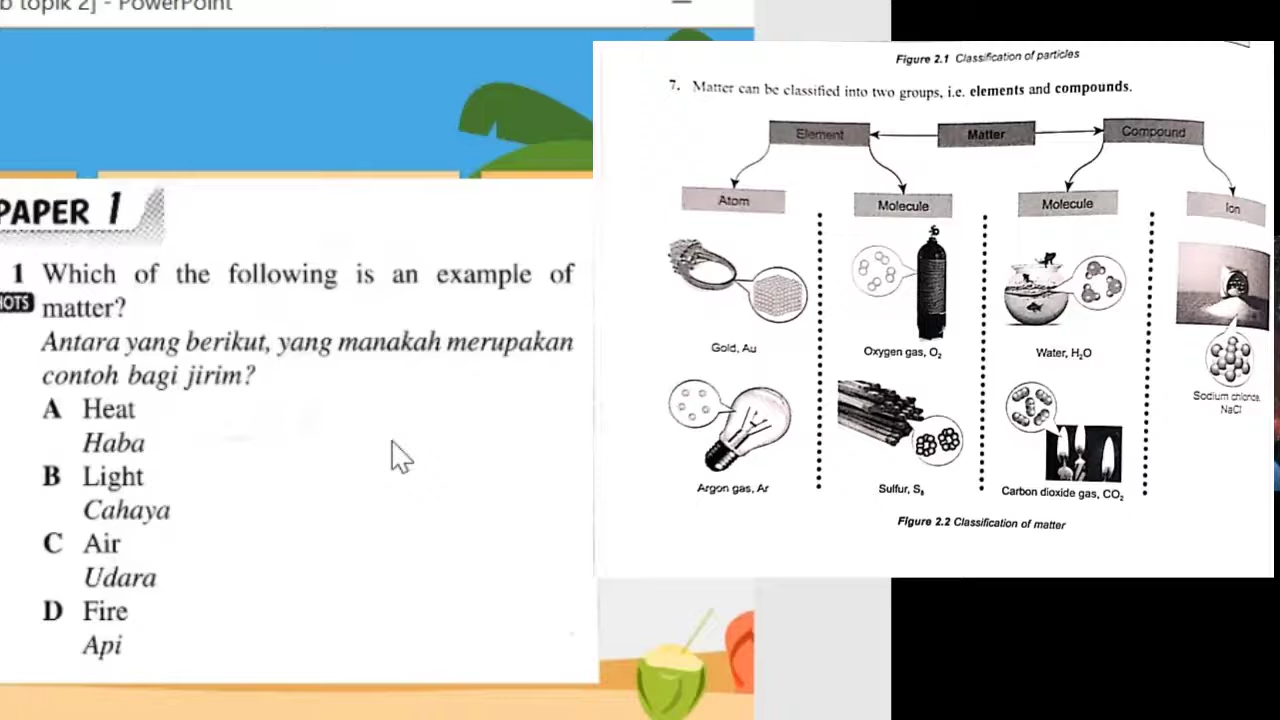 b topik 2] - PowerPoint
PAPER 1
1 Which of the following is an example of
HOTS matter?
Antara yang berikut, yang manakah merupakan
contoh bagi jirim?
A Heat
Haba
B Light
Cahaya
C Air
Udara
D Fire
Api
Figure 2.1 Classification of particles
7. Matter can be classified into two groups, i.e. elements and compounds.
Element
Matter
Compound
Atom
Molecule
Molecule
Ion
Gold, Au
Oxygen gas, O₂
Water, H₂O
Sodium chloride,
NaCl
Argon gas, Ar
Sulfur, S₈
Carbon dioxide gas, CO₂
Figure 2.2 Classification of matter